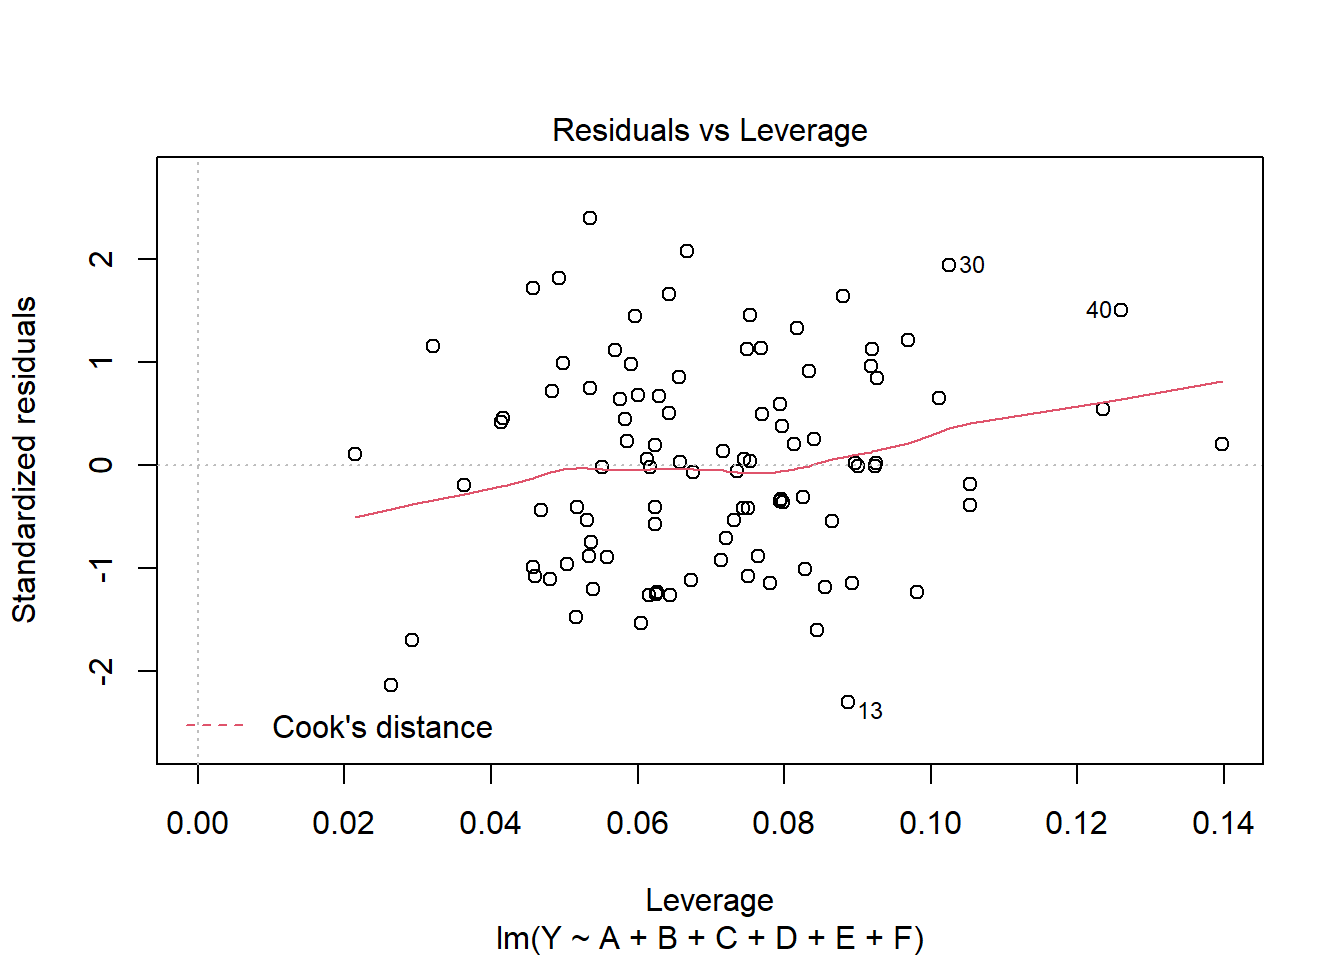 Residuals vs Leverage
Standardized residuals
2
1
0
-1
-2
30
40
13
Cook's distance
0.00 0.02 0.04 0.06 0.08 0.10 0.12 0.14
Leverage
lm(Y ~ A + B + C + D + E + F)